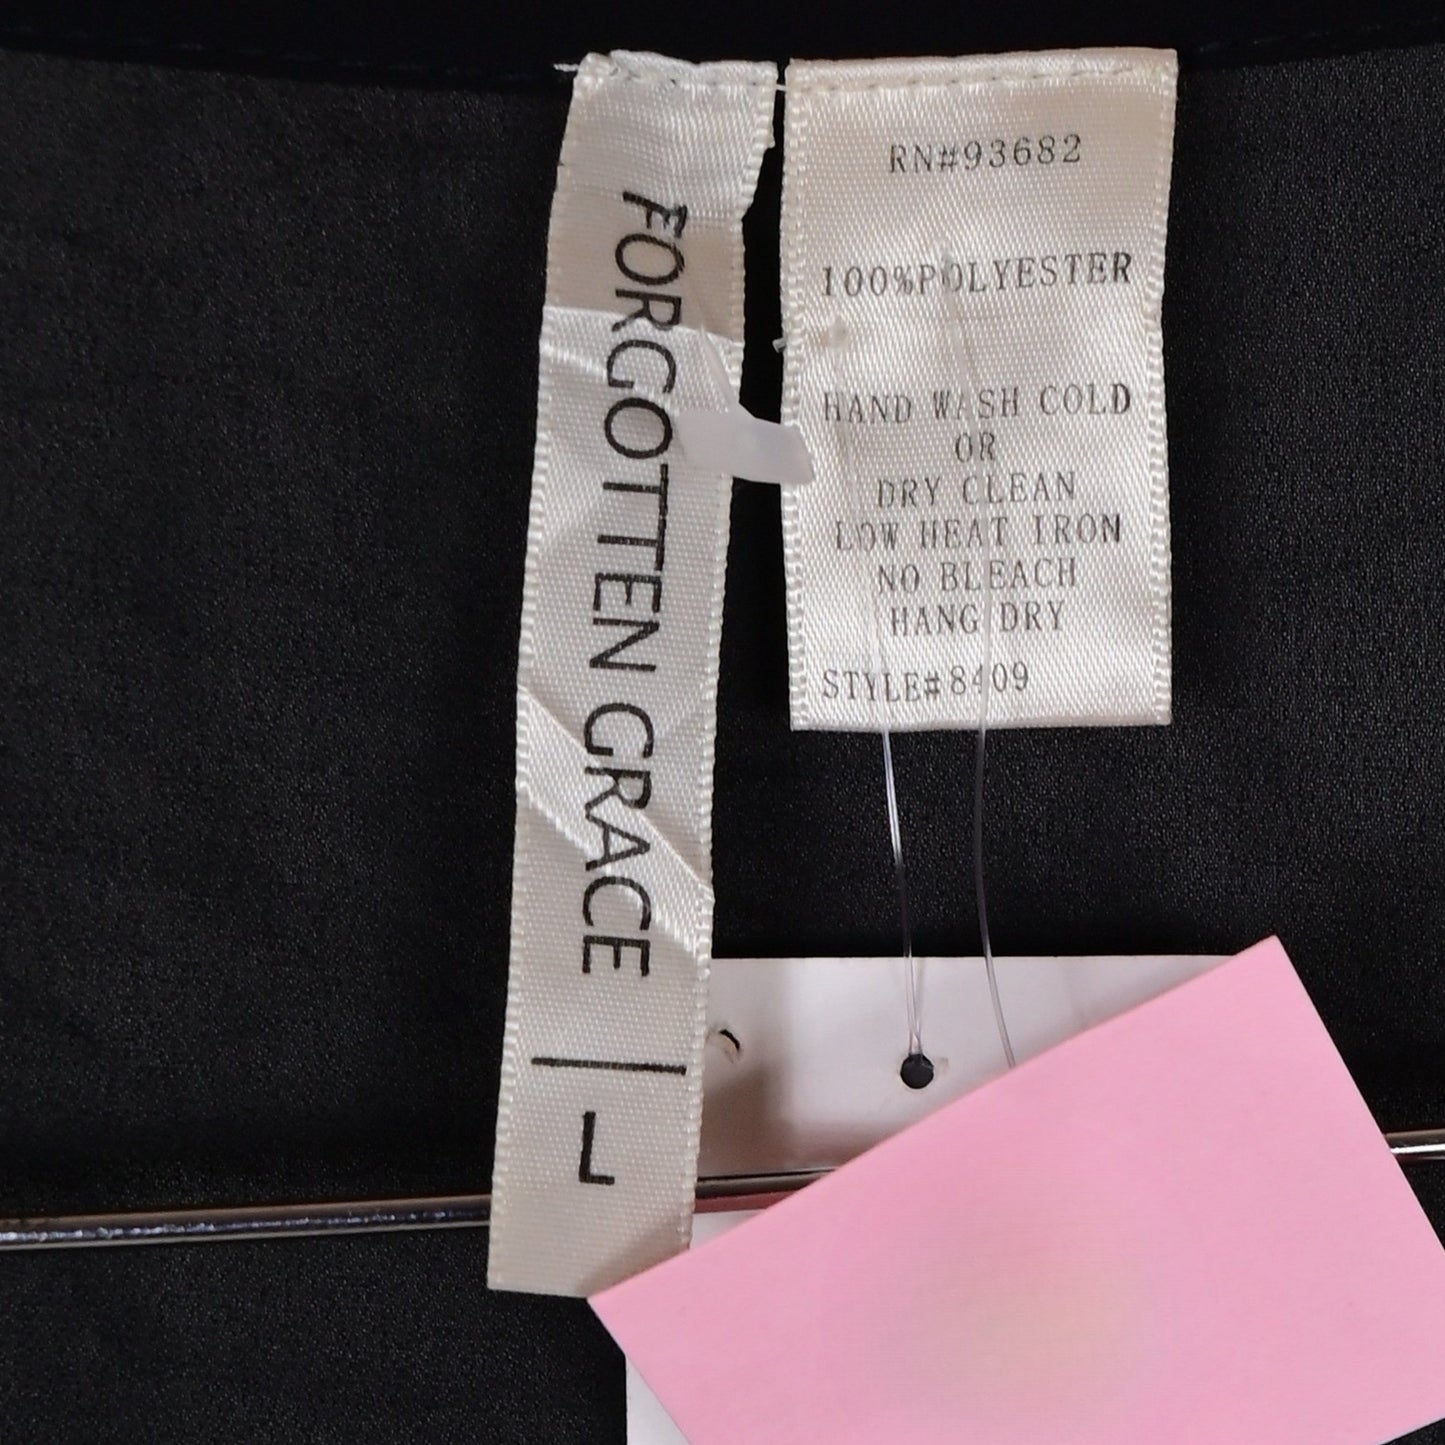 FORGOTTEN GRACE
L
RN#93682
100%POLYESTER
HAND WASH COLD
OR
DRY CLEAN
LOW HEAT IRON
NO BLEACH
HANG DRY
STYLE#8409